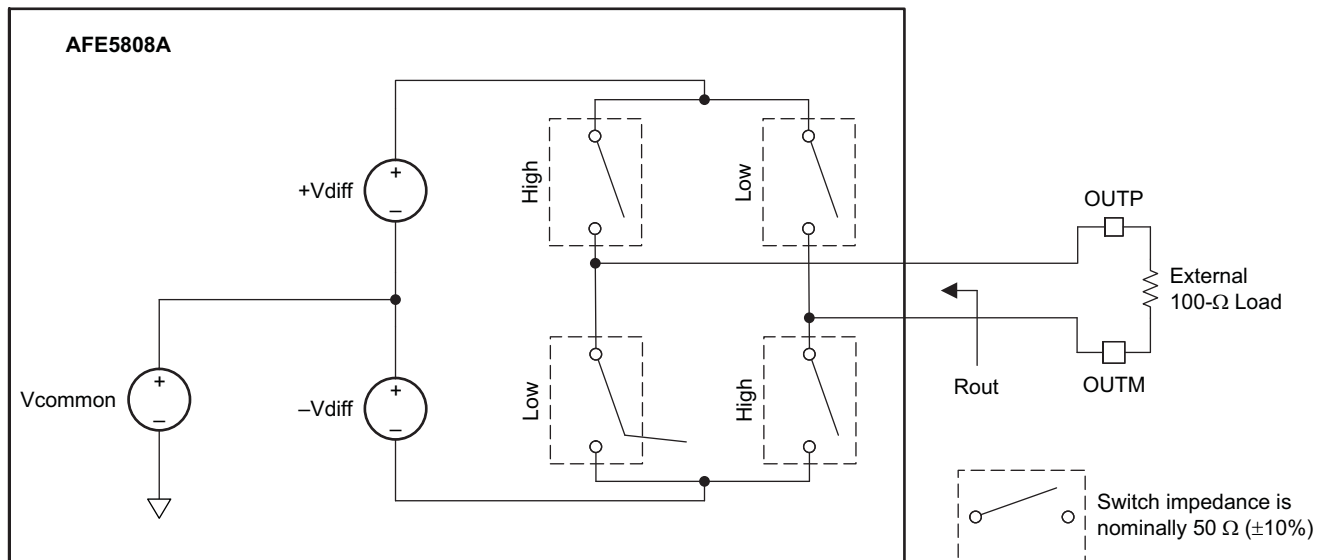 AFE5808A
+Vdiff
High
Low
OUTP
External
100-Ω Load
Vcommon
–Vdiff
Low
High
Rout
OUTM
Switch impedance is
nominally 50 Ω (±10%)
+
–
+
–
+
–